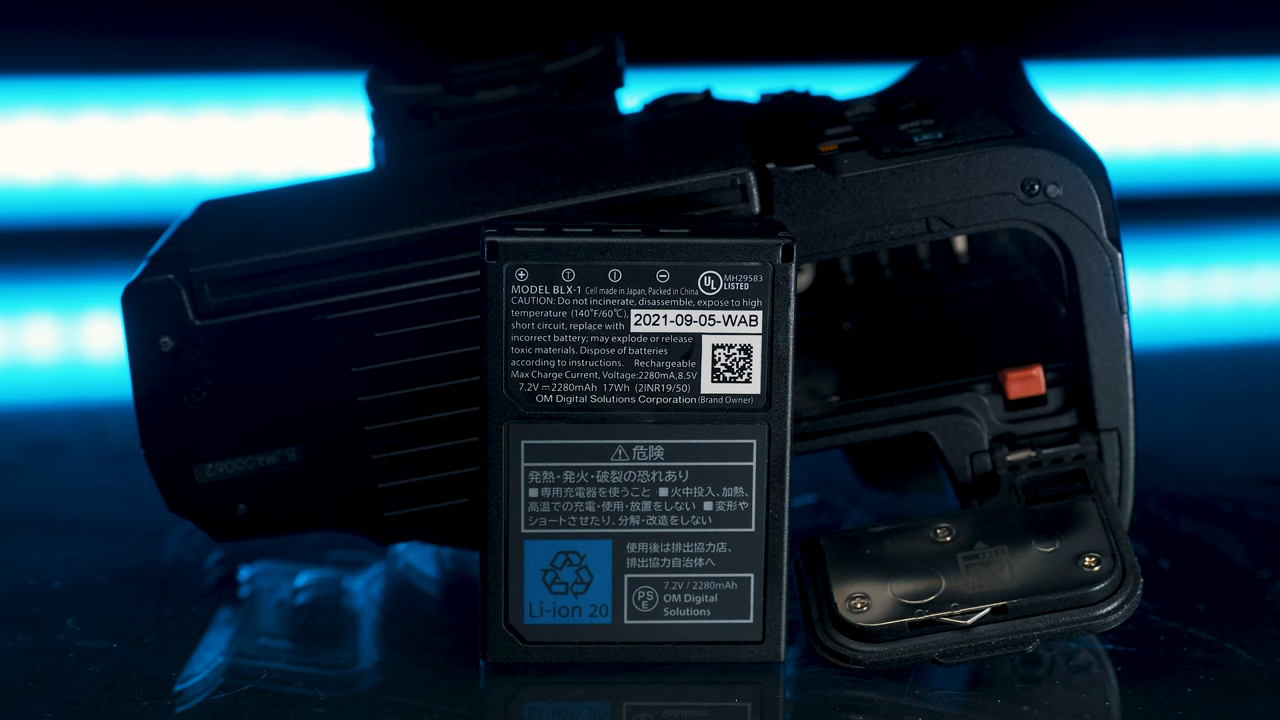 MH29583
UL LISTED
MODEL BLX-1 Cell made in Japan, Packed in China
CAUTION: Do not incinerate, disassemble, expose to high
temperature (140°F/60℃),
2021-09-05-WAB
short circuit, replace with
incorrect battery; may explode or release
toxic materials. Dispose of batteries
according to instructions. Rechargeable
Max Charge Current, Voltage:2280mA,8.5V
7.2V⎓2280mAh 17Wh (2INR19/50)
OM Digital Solutions Corporation (Brand Owner)
⚠危険
発熱・発火・破裂の恐れあり
■専用充電器を使うこと ■火中投入、加熱、
高温での充電・使用・放置をしない ■変形や
ショートさせたり、分解・改造をしない
使用後は排出協力店、
排出協力自治体へ
Li-ion 20
PSE
7.2V / 2280mAh
OM Digital
Solutions
BJMA00062